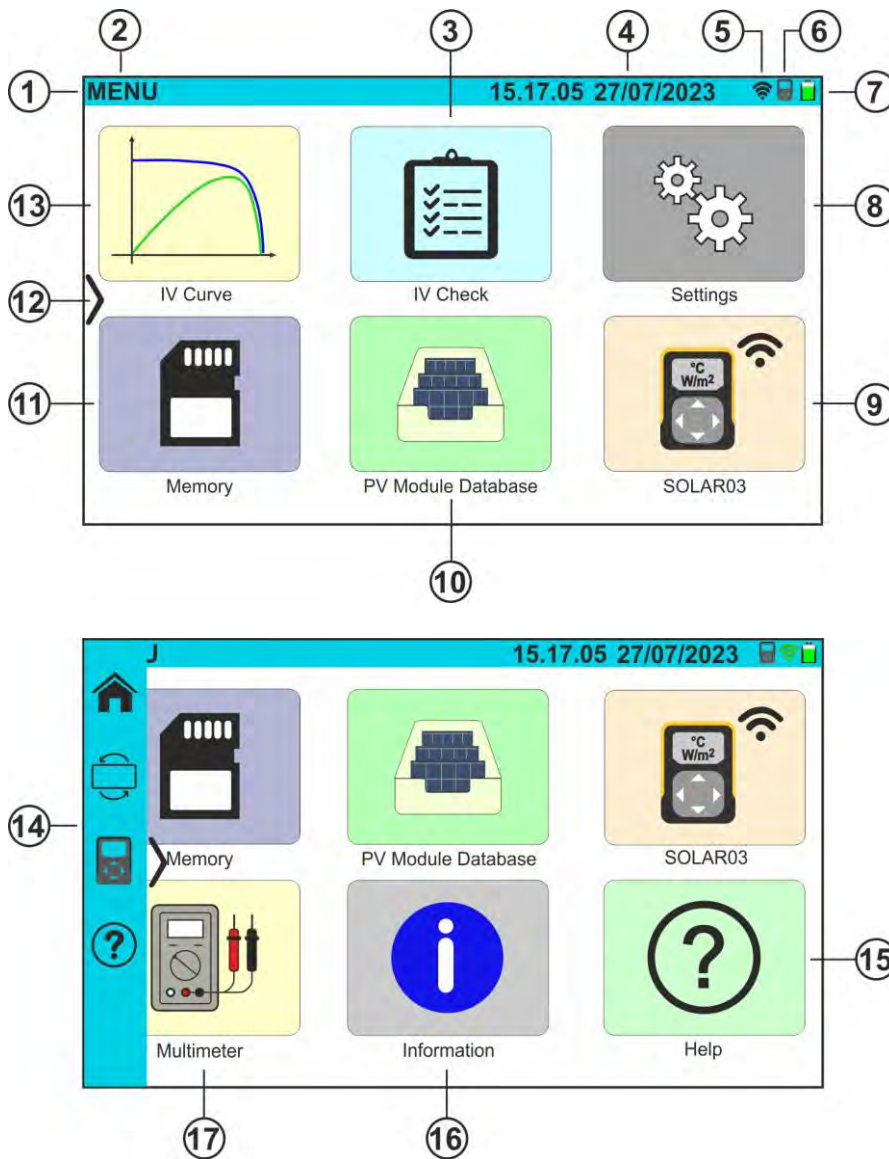 2 3 4 5 6
1 MENU 15.17.05 27/07/2023 7
13 8
IV Curve IV Check Settings
12
°C
W/m²
11 9
Memory PV Module Database SOLAR03
10
J 15.17.05 27/07/2023
°C
W/m²
14
Memory PV Module Database SOLAR03
? i ? 15
Multimeter Information Help
17 16